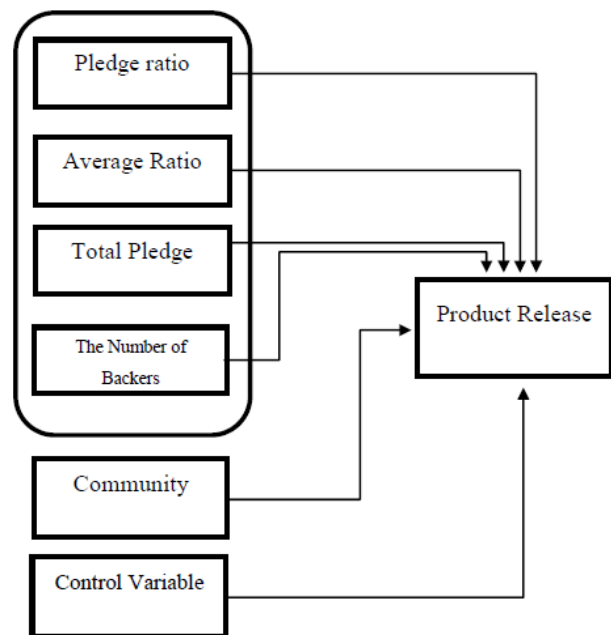 Pledge ratio
Average Ratio
Total Pledge
The Number of
Backers
Product Release
Community
Control Variable